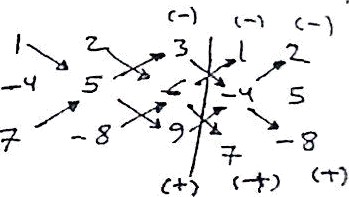 (-) (-) (-)
1 2 3 1 2
-4 5 -6 -4 5
7 -8 9 7 -8
(+) (+) (+)